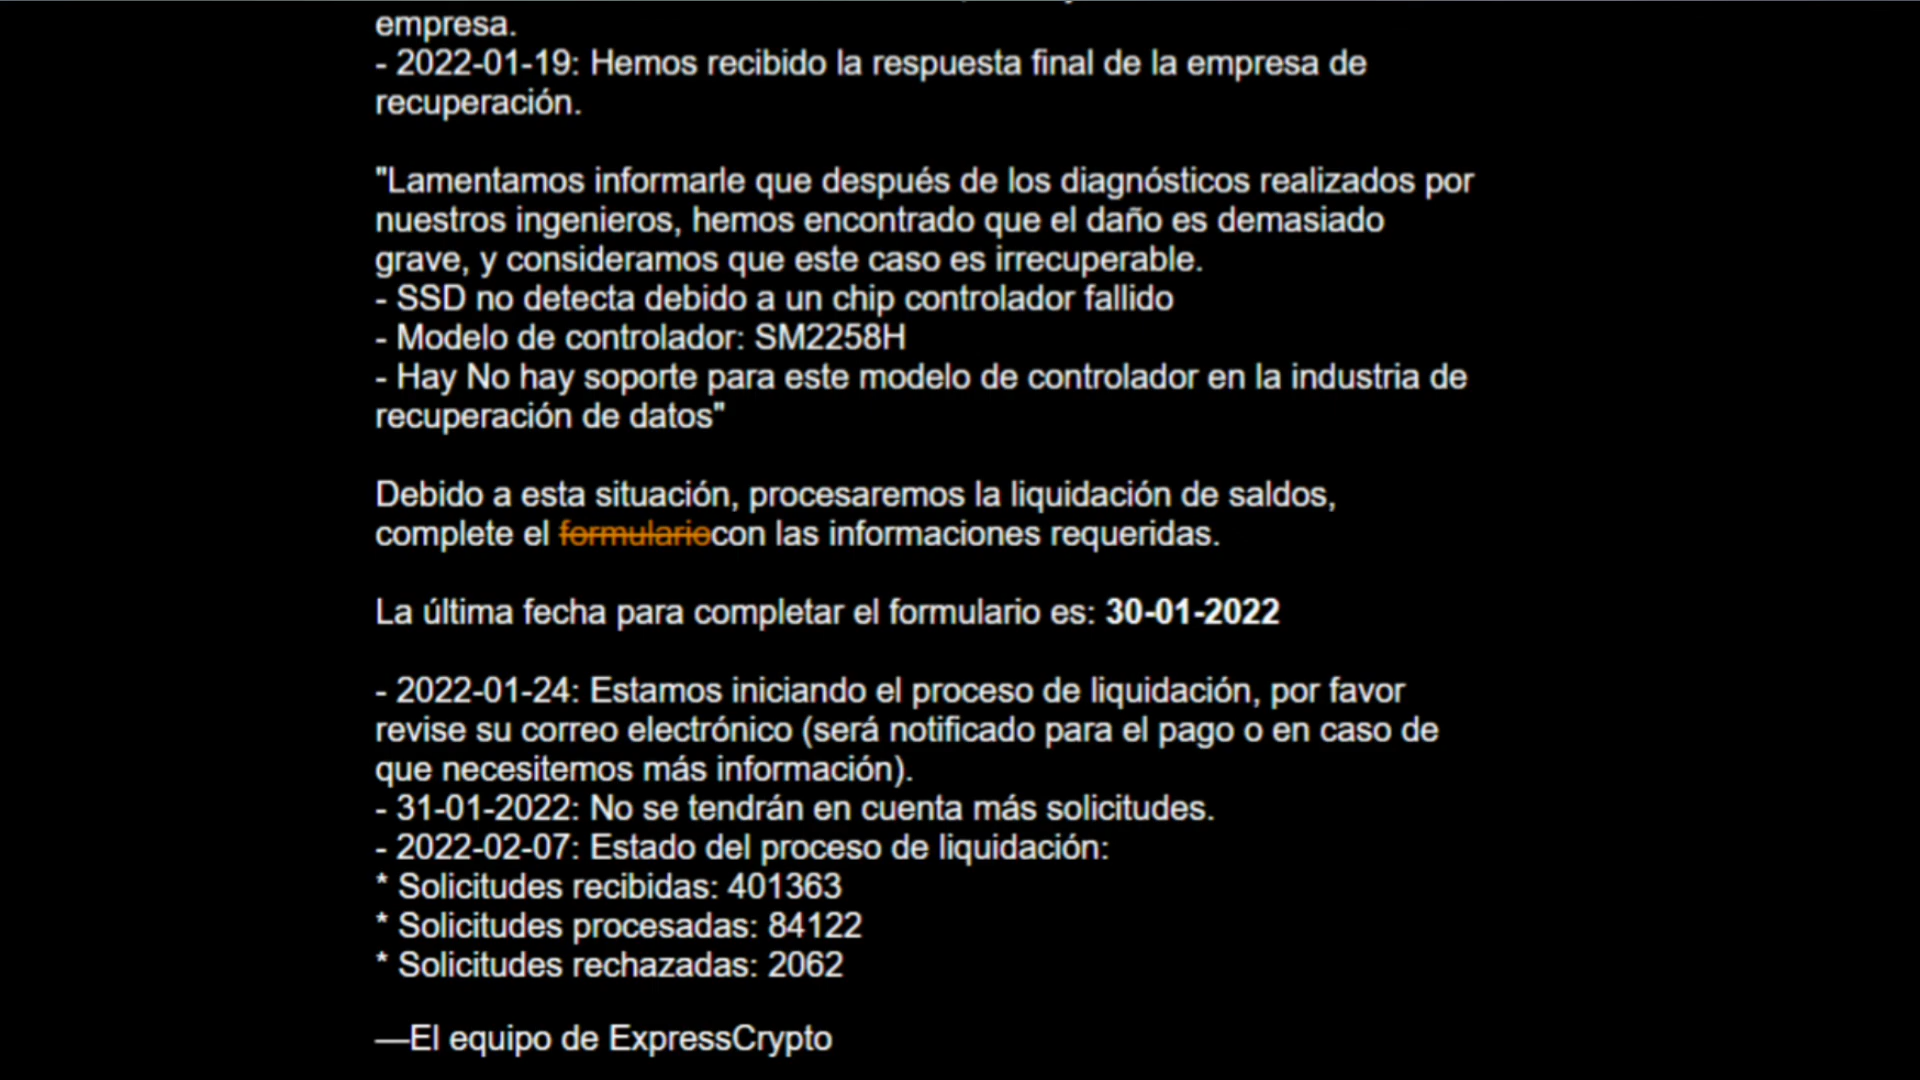 empresa.
- 2022-01-19: Hemos recibido la respuesta final de la empresa de
recuperación.
"Lamentamos informarle que después de los diagnósticos realizados por
nuestros ingenieros, hemos encontrado que el daño es demasiado
grave, y consideramos que este caso es irrecuperable.
- SSD no detecta debido a un chip controlador fallido
- Modelo de controlador: SM2258H
- Hay No hay soporte para este modelo de controlador en la industria de
recuperación de datos"
Debido a esta situación, procesaremos la liquidación de saldos,
complete el formulariocon las informaciones requeridas.
La última fecha para completar el formulario es: 30-01-2022
- 2022-01-24: Estamos iniciando el proceso de liquidación, por favor
revise su correo electrónico (será notificado para el pago o en caso de
que necesitemos más información).
- 31-01-2022: No se tendrán en cuenta más solicitudes.
- 2022-02-07: Estado del proceso de liquidación:
* Solicitudes recibidas: 401363
* Solicitudes procesadas: 84122
* Solicitudes rechazadas: 2062
—El equipo de ExpressCrypto